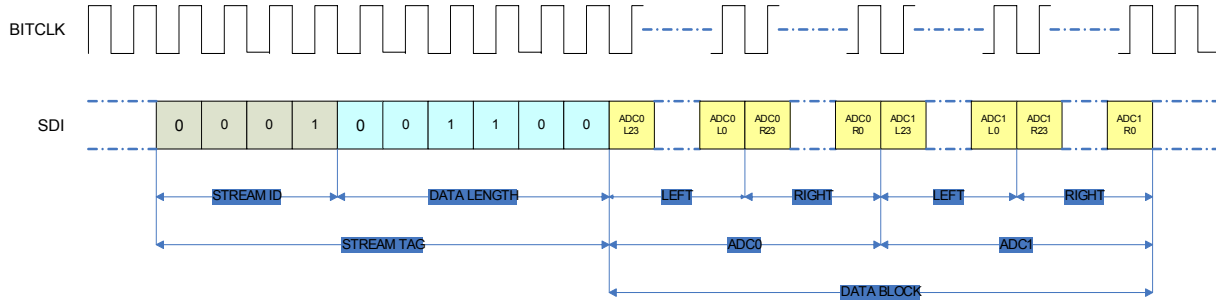 BITCLK
SDI
0 0 0 1 0 0 1 1 0 0 ADC0 L23 ADC0 L0 ADC0 R23 ADC0 R0 ADC1 L23 ADC1 L0 ADC1 R23 ADC1 R0
STREAM ID DATA LENGTH LEFT RIGHT LEFT RIGHT
STREAM TAG ADC0 ADC1
DATA BLOCK